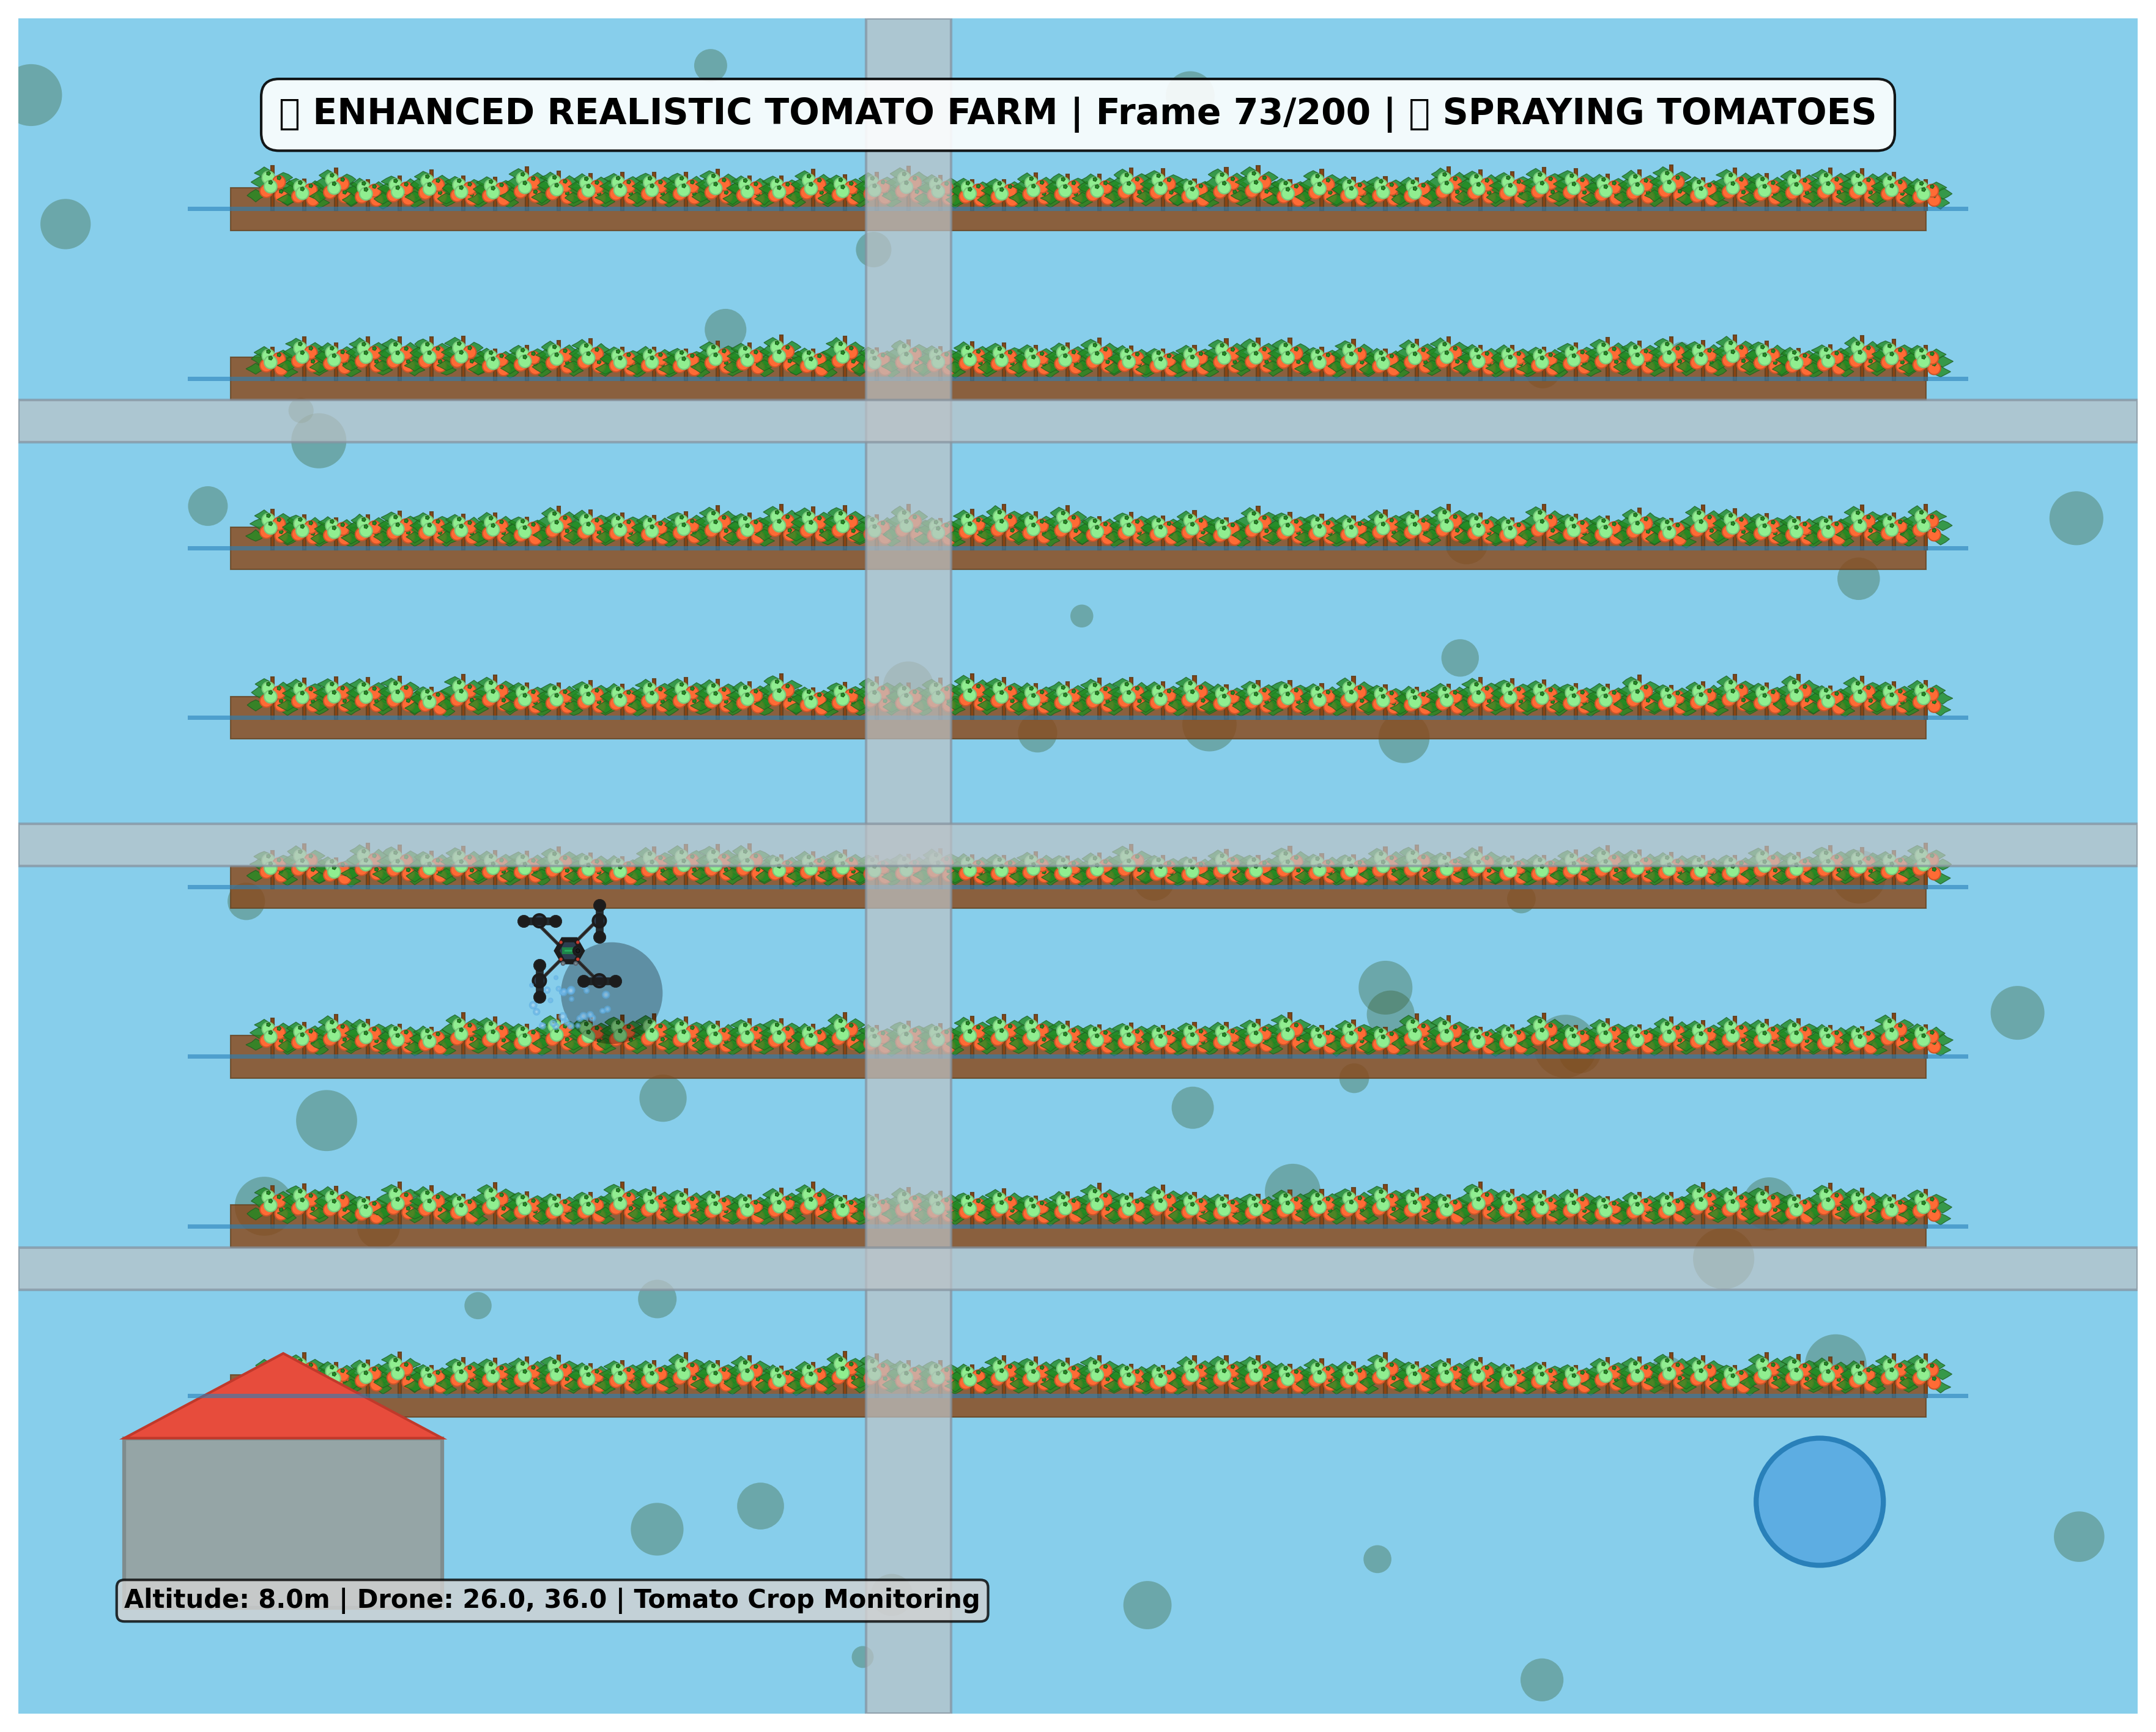 ▯ ENHANCED REALISTIC TOMATO FARM | Frame 73/200 | ▯ SPRAYING TOMATOES
Altitude: 8.0m | Drone: 26.0, 36.0 | Tomato Crop Monitoring